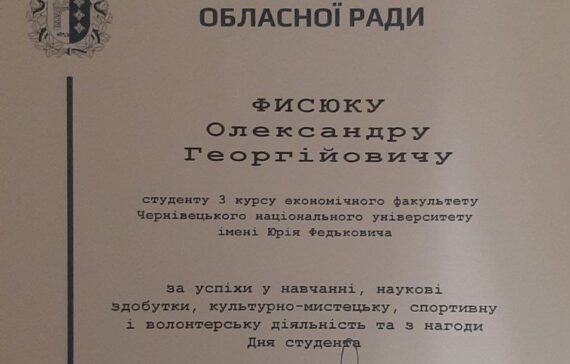 ОБЛАСНОЇ РАДИ
ФИСЮКУ
Олександру
Георгійовичу
студенту 3 курсу економічного факультету
Чернівецького національного університету
імені Юрія Федьковича
за успіхи у навчанні, наукові
здобутки, культурно-мистецьку, спортивну
і волонтерську діяльність та з нагоди
Дня студента